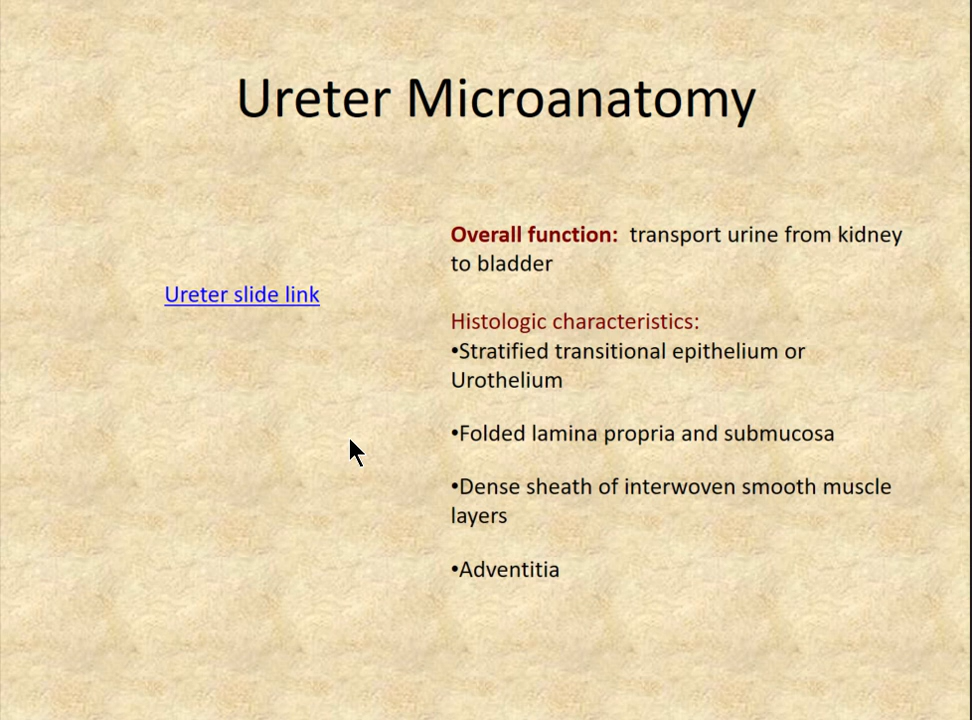 Ureter Microanatomy
Ureter slide link
Overall function:  transport urine from kidney
to bladder
Histologic characteristics:
•Stratified transitional epithelium or
Urothelium
•Folded lamina propria and submucosa
•Dense sheath of interwoven smooth muscle
layers
•Adventitia